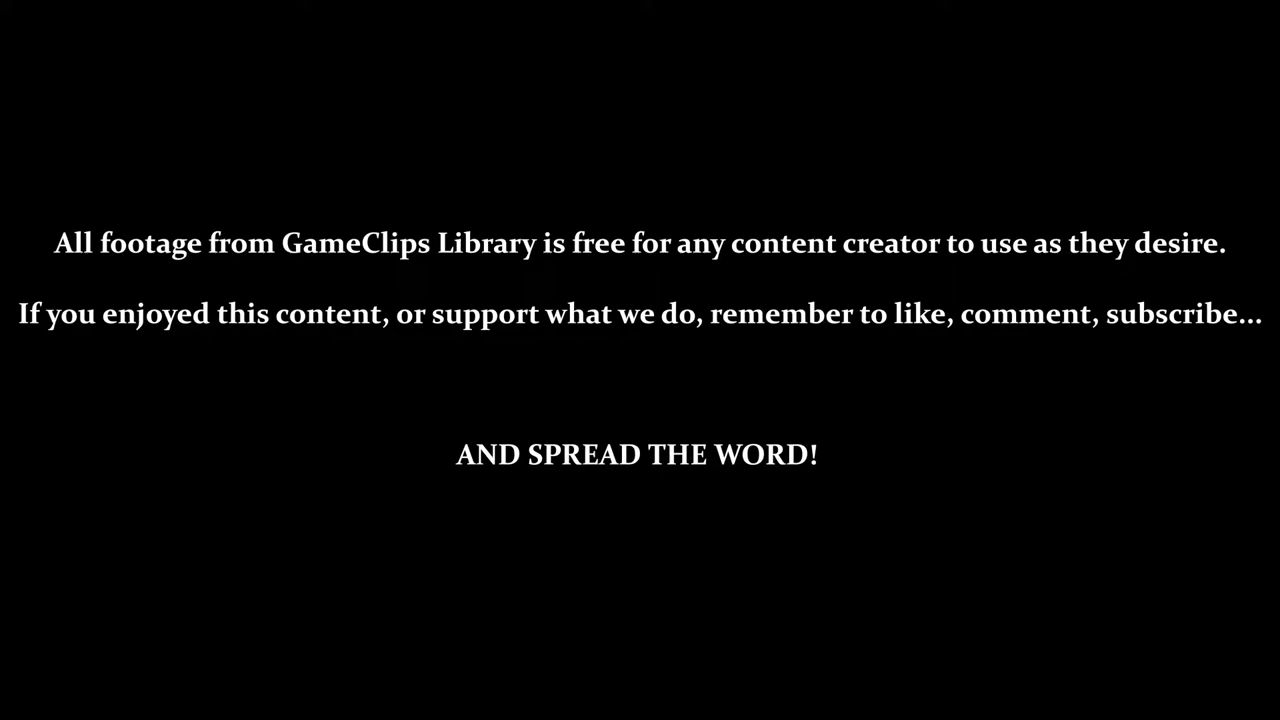 All footage from GameClips Library is free for any content creator to use as they desire.
If you enjoyed this content, or support what we do, remember to like, comment, subscribe...
AND SPREAD THE WORD!